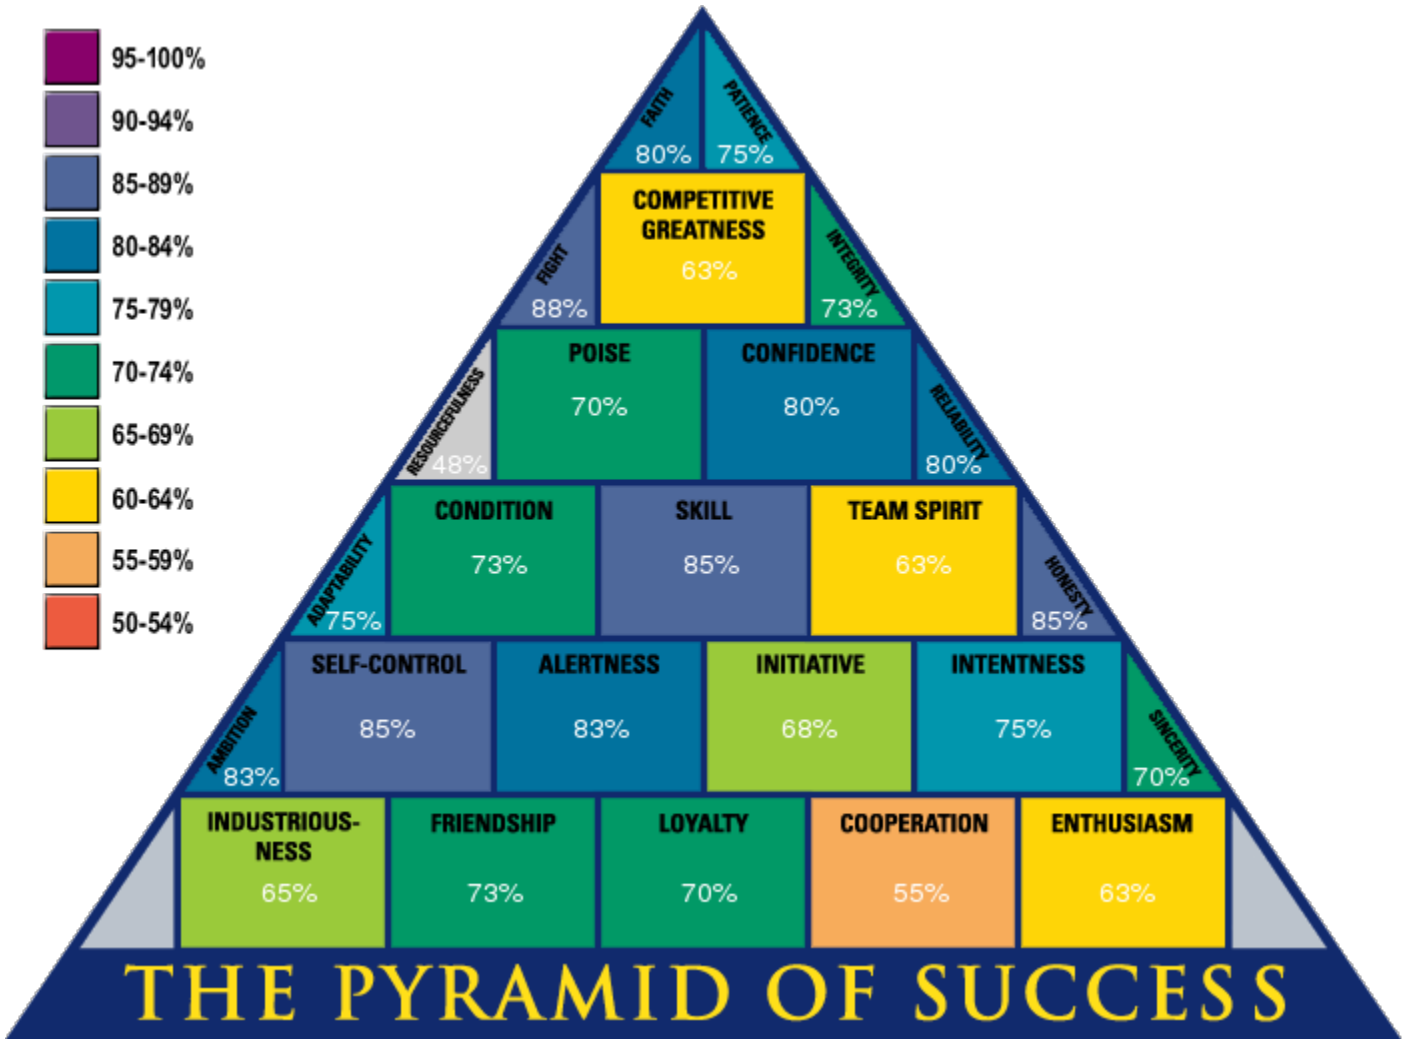 95-100%
90-94%
85-89%
80-84%
75-79%
70-74%
65-69%
60-64%
55-59%
50-54%
FAITH
80%
PATIENCE
75%
FIGHT
88%
COMPETITIVE
GREATNESS
63%
INTEGRITY
73%
RESOURCEFULNESS
48%
POISE
70%
CONFIDENCE
80%
RELIABILITY
80%
ADAPTABILITY
75%
CONDITION
73%
SKILL
85%
TEAM SPIRIT
63%
HONESTY
85%
AMBITION
83%
SELF-CONTROL
85%
ALERTNESS
83%
INITIATIVE
68%
INTENTNESS
75%
SINCERITY
70%
INDUSTRIOUS-
NESS
65%
FRIENDSHIP
73%
LOYALTY
70%
COOPERATION
55%
ENTHUSIASM
63%
THE PYRAMID OF SUCCESS